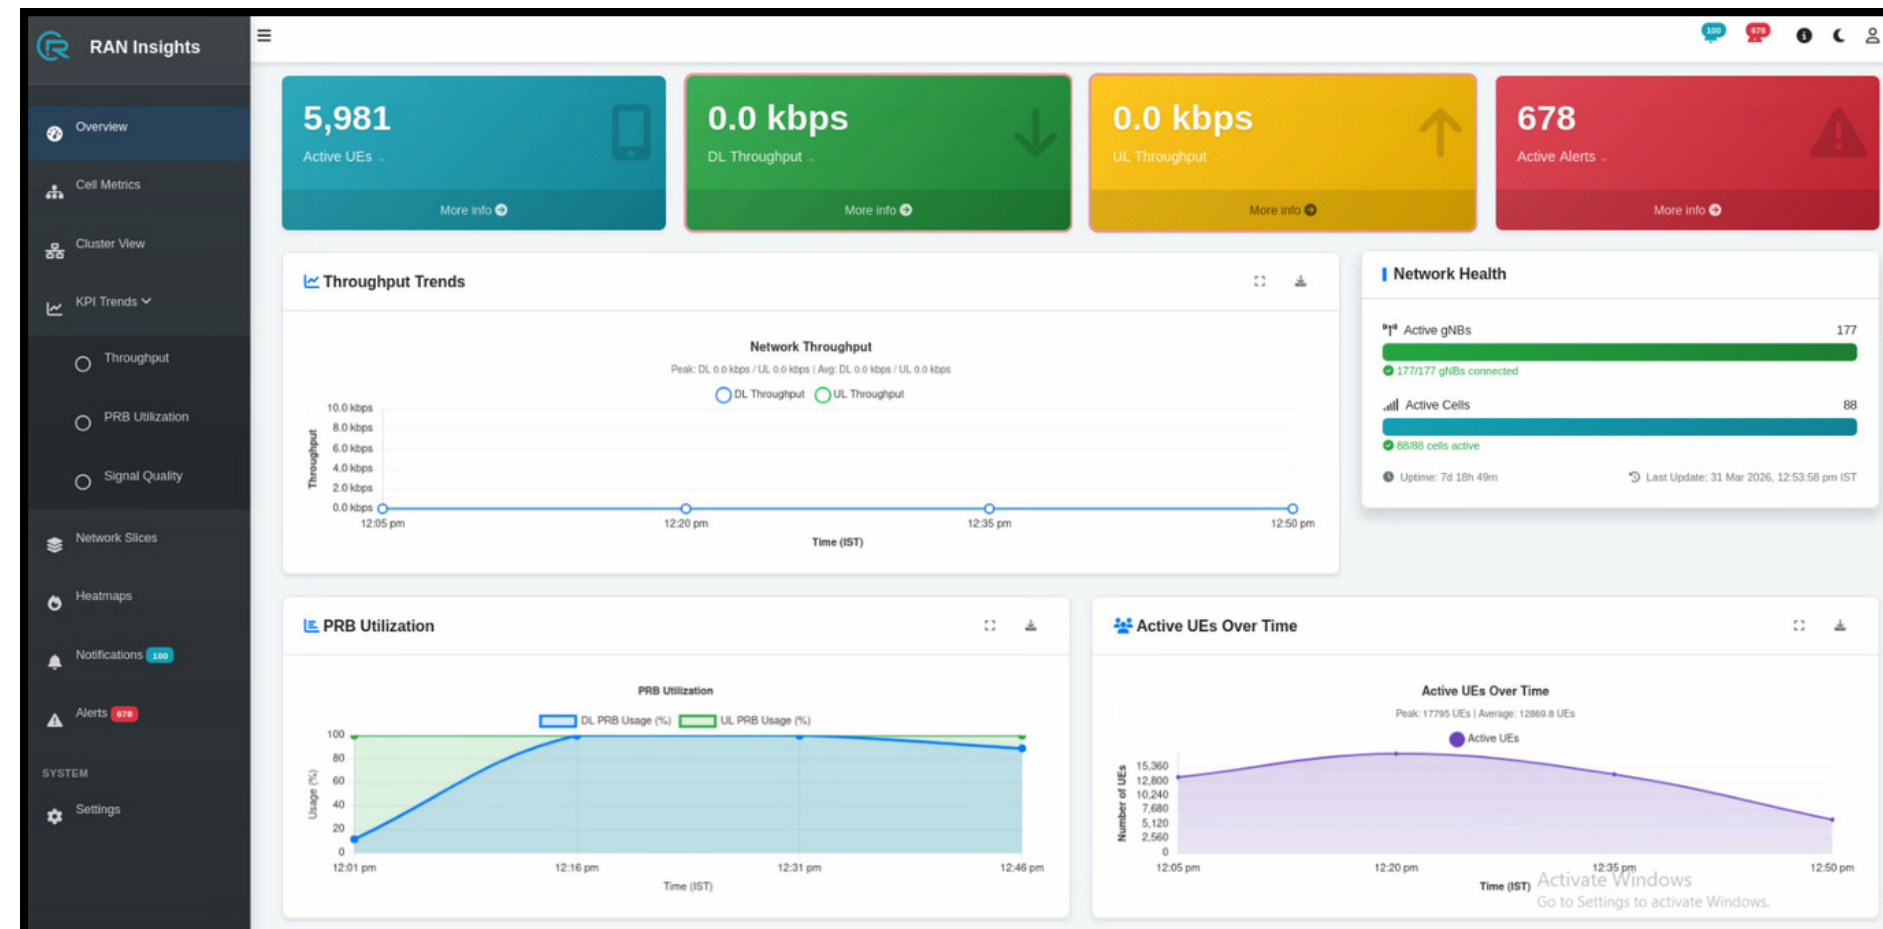 RAN Insights
100
678
Overview
Cell Metrics
Cluster View
KPI Trends
Throughput
PRB Utilization
Signal Quality
Network Slices
Heatmaps
Notifications 100
Alerts 678
SYSTEM
Settings
5,981
Active UEs
More info
0.0 kbps
DL Throughput
More info
0.0 kbps
UL Throughput
More info
678
Active Alerts
More info
Throughput Trends
Network Throughput
Peak: DL 0.0 kbps / UL 0.0 kbps | Avg: DL 0.0 kbps / UL 0.0 kbps
DL Throughput UL Throughput
Throughput
10.0 kbps
8.0 kbps
6.0 kbps
4.0 kbps
2.0 kbps
0.0 kbps
12:05 pm 12:20 pm 12:35 pm 12:50 pm
Time (IST)
Network Health
Active gNBs 177
177/177 gNBs connected
Active Cells 88
88/88 cells active
Uptime: 7d 18h 49m Last Update: 31 Mar 2026, 12:53:58 pm IST
PRB Utilization
PRB Utilization
DL PRB Usage (%) UL PRB Usage (%)
Usage (%)
100
80
60
40
20
0
12:01 pm 12:16 pm 12:31 pm 12:46 pm
Time (IST)
Active UEs Over Time
Active UEs Over Time
Peak: 17795 UEs | Average: 12869.8 UEs
Active UEs
Number of UEs
15,360
12,800
10,240
7,680
5,120
2,560
0
12:05 pm 12:20 pm 12:35 pm 12:50 pm
Time (IST)
Activate Windows
Go to Settings to activate Windows.